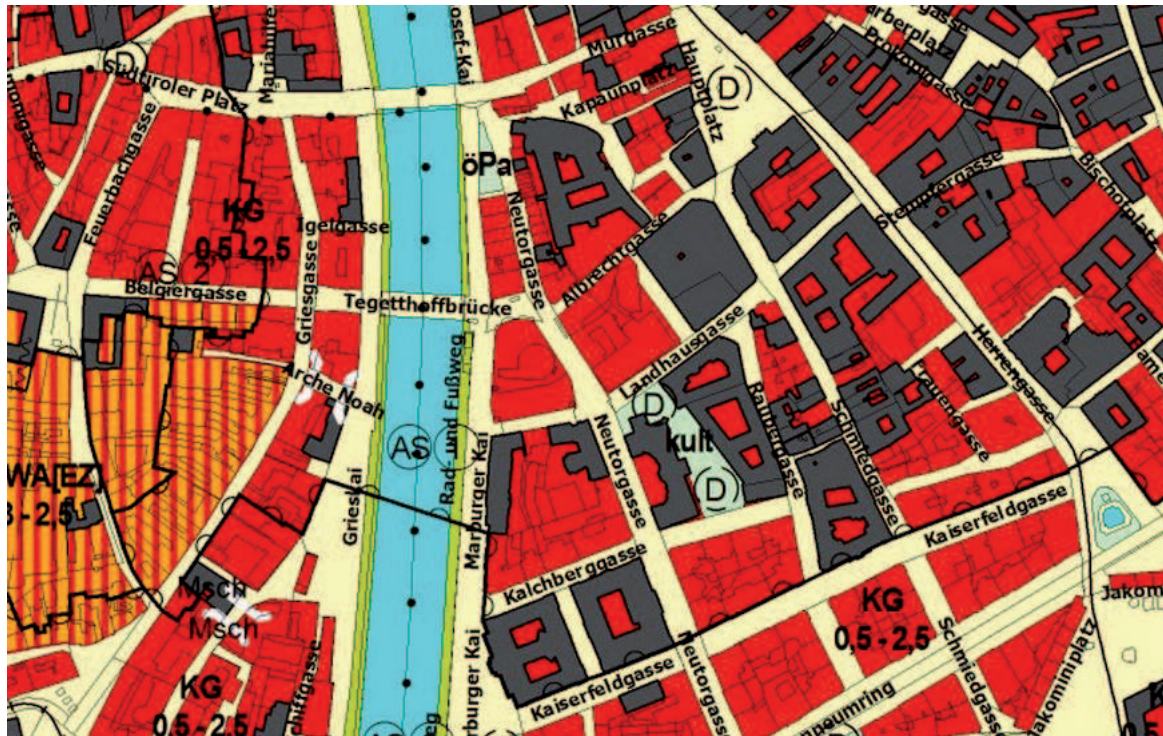 Murgasse
Südtiroler Platz
D
Kapaunplatz
Hauptplatz
D
Stempfergasse
Bischofplatz
Feuerbachgasse
öPa
Neutorgasse
KG
0,5 - 2,5
Igelgasse
AS 2
Griesgasse
Albrechtgasse
Belgiergasse
Tegetthoffbrücke
Herrengasse
Arche Noah
Landhausgasse
Rad- und Fußweg
D
kult
D
Raubergasse
Schmiedgasse
Frauengasse
AS
Neutorgasse
Marburger Kai
Grieskai
WA[EZ]
- 2,5
Kaiserfeldgasse
Kalchberggasse
Msch
Msch
KG
0,5 - 2,5
KG
0,5 - 2,5
Kaiserfeldgasse
Neutorgasse
Schmiedgasse
Jakominiplatz